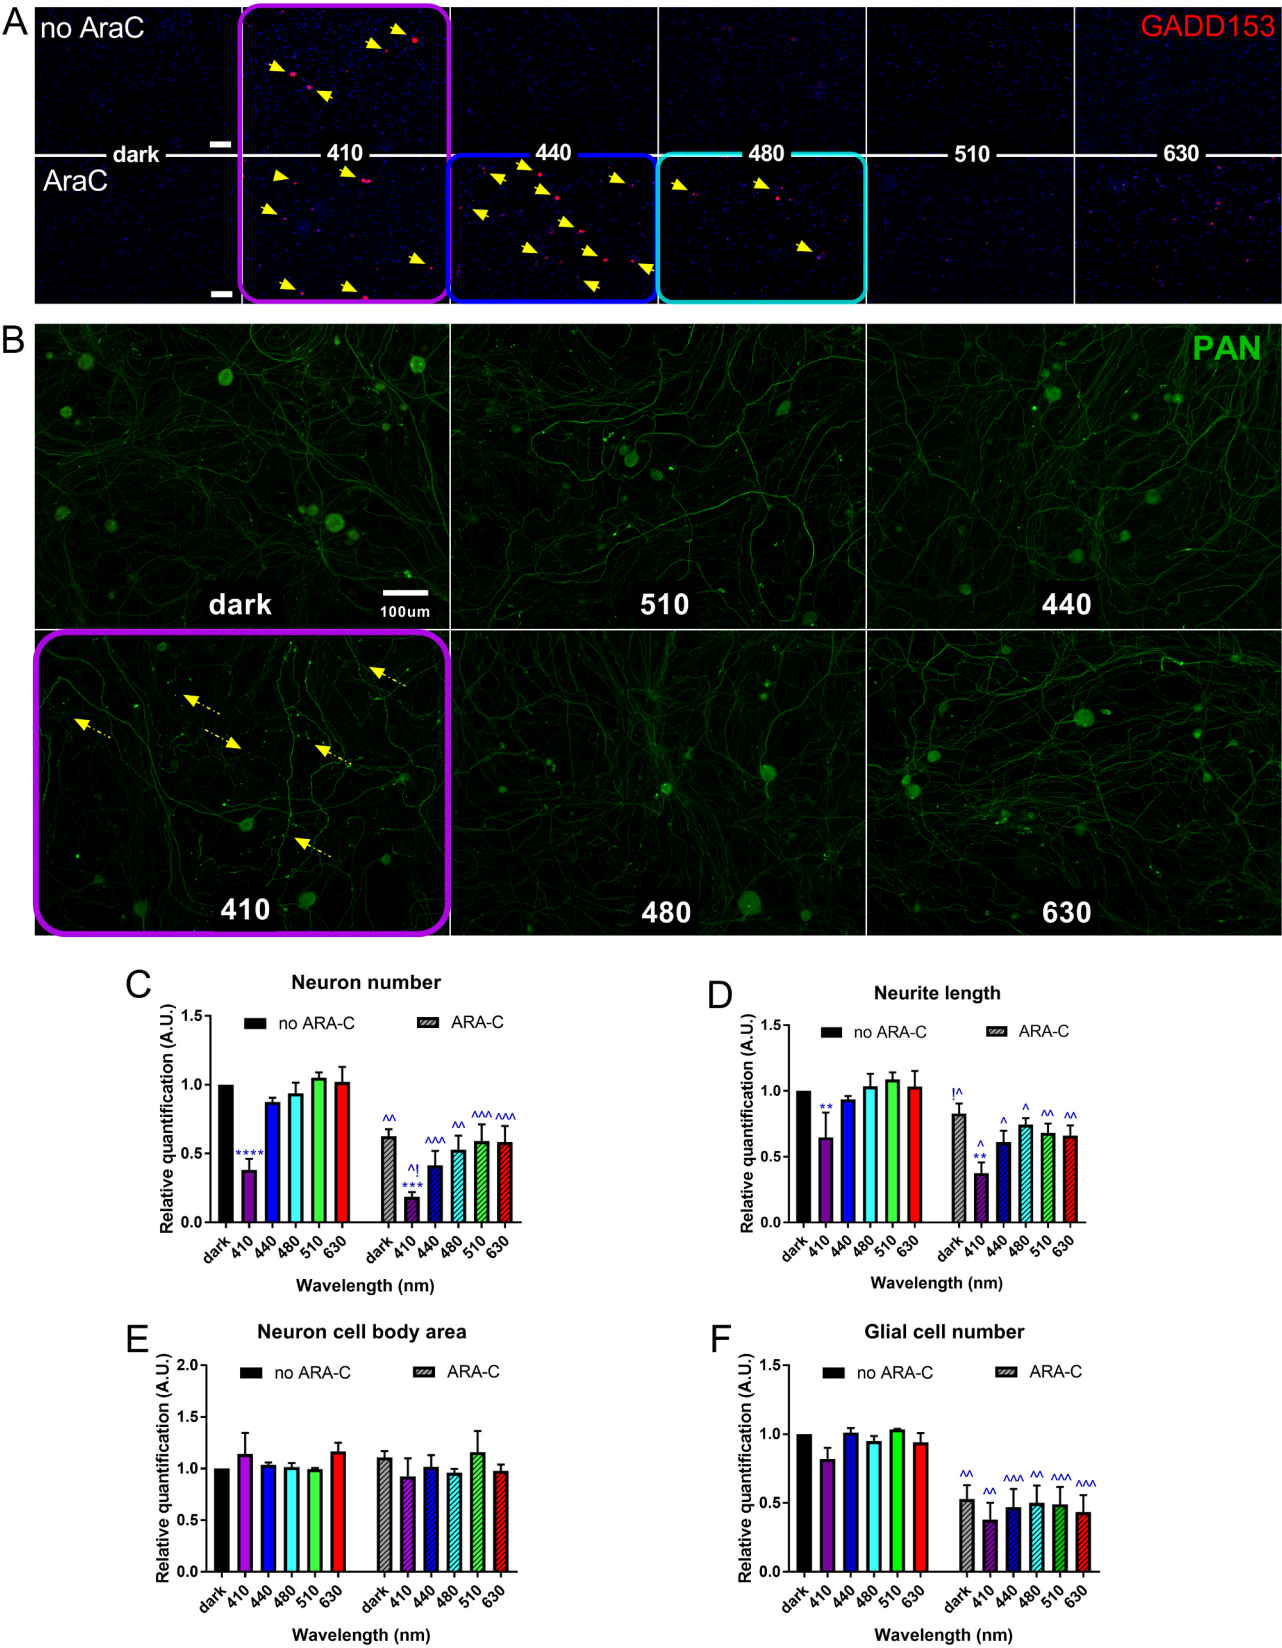 A
no AraC
GADD153
dark
410
440
480
510
630
AraC
B
PAN
dark
100um
510
440
410
480
630
C
Neuron number
Relative quantification (A.U.)
no ARA-C
ARA-C
1.5
1.0
0.5
0.0
****
^^
^!
***
^^^
^^
^^^
^^^
dark
410
440
480
510
630
dark
410
440
480
510
630
Wavelength (nm)
D
Neurite length
Relative quantification (A.U.)
no ARA-C
ARA-C
1.5
1.0
0.5
0.0
**
!^
^
**
^
^
^^
^^
dark
410
440
480
510
630
dark
410
440
480
510
630
Wavelength (nm)
E
Neuron cell body area
Relative quantification (A.U.)
no ARA-C
ARA-C
2.0
1.5
1.0
0.5
0.0
dark
410
440
480
510
630
dark
410
440
480
510
630
Wavelength (nm)
F
Glial cell number
Relative quantification (A.U.)
no ARA-C
ARA-C
1.5
1.0
0.5
0.0
^^
^^
^^^
^^
^^^
^^^
dark
410
440
480
510
630
dark
410
440
480
510
630
Wavelength (nm)